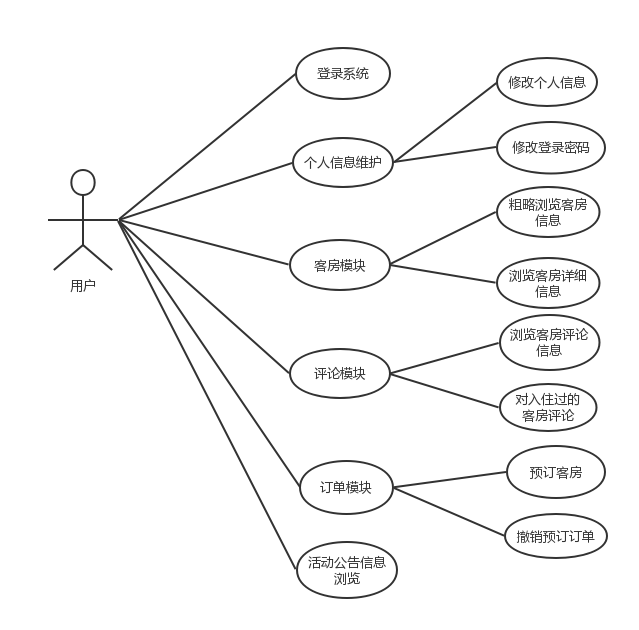 登录系统
修改个人信息
个人信息维护
修改登录密码
粗略浏览客房
信息
客房模块
浏览客房详细
信息
用户
浏览客房评论
信息
评论模块
对入住过的
客房评论
订单模块
预订客房
撤销预订订单
活动公告信息
浏览